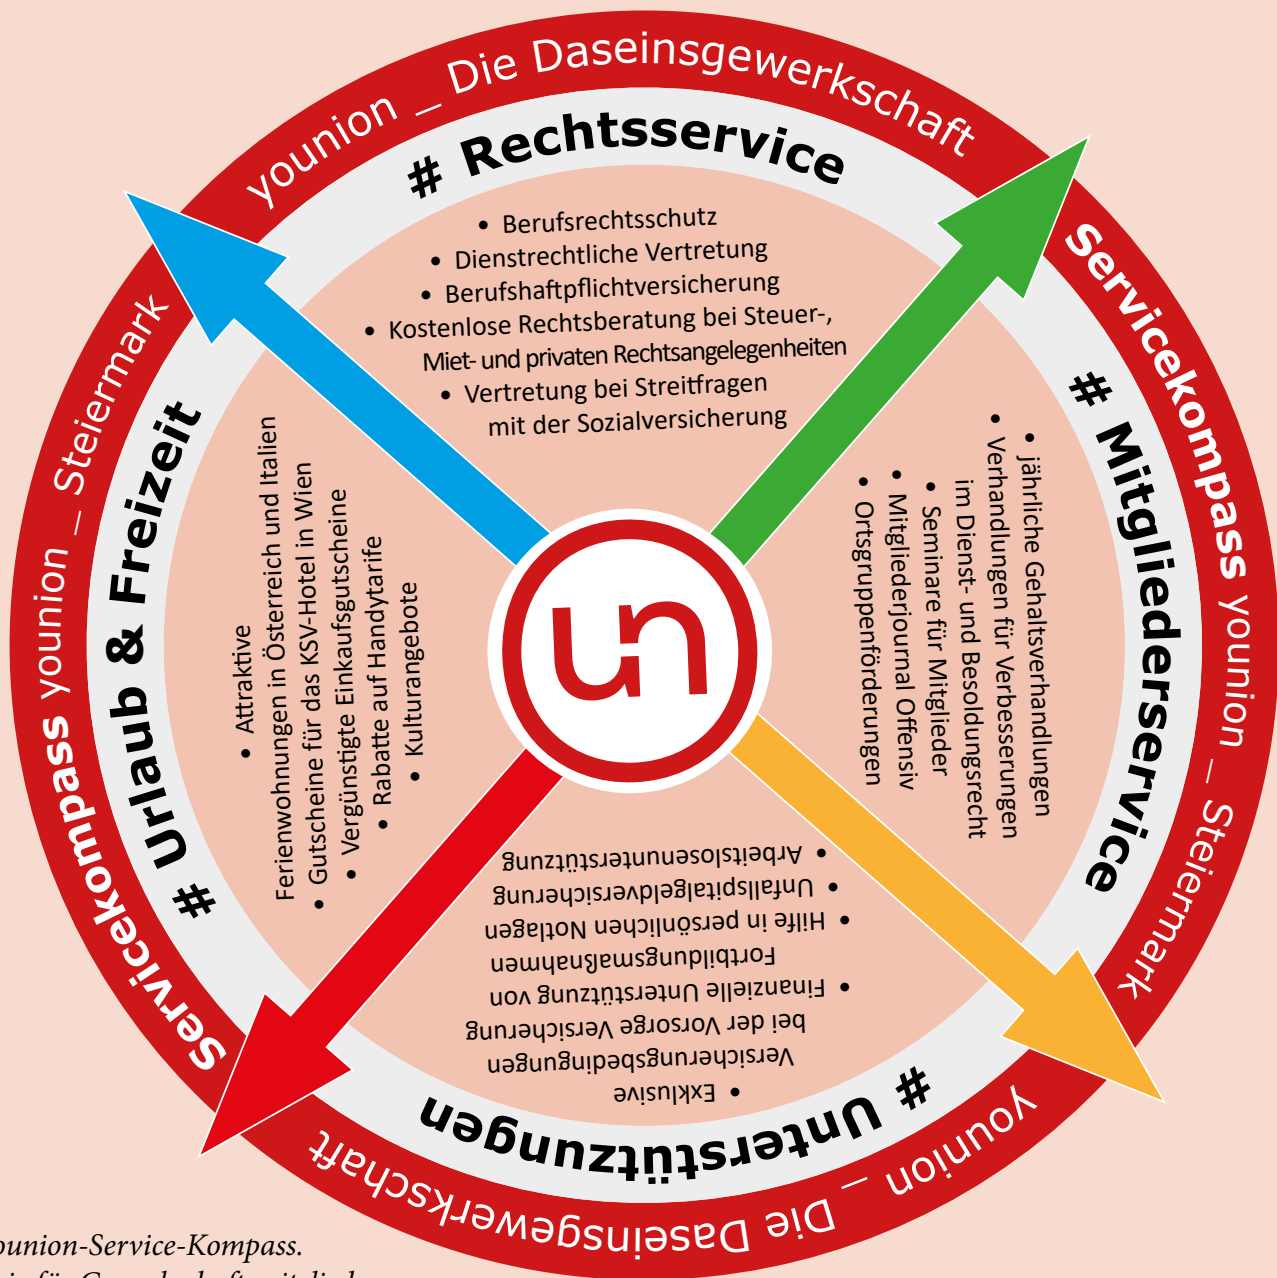 younion _ Die Daseinsgewerkschaft
# Rechtsservice
• Berufsrechtsschutz
• Dienstrechtliche Vertretung
• Berufshaftpflichtversicherung
• Kostenlose Rechtsberatung bei Steuer-,
Miet- und privaten Rechtsangelegenheiten
• Vertretung bei Streitfragen
mit der Sozialversicherung
Servicekompass younion _ Steiermark
# Mitgliederservice
• jährliche Gehaltsverhandlungen
• Verhandlungen für Verbesserungen
im Dienst- und Besoldungsrecht
• Seminare für Mitglieder
• Mitgliederjournal Offensiv
• Ortsgruppenförderungen
younion _ Die Daseinsgewerkschaft
# Unterstützungen
• Exklusive
Versicherungsbedingungen
bei der Vorsorge Versicherung
• Finanzielle Unterstützung von
Fortbildungsmaßnahmen
• Hilfe in persönlichen Notlagen
• Unfallspitalgeldversicherung
• Arbeitslosenunterstützung
Servicekompass younion _ Steiermark
# Urlaub & Freizeit
• Attraktive
Ferienwohnungen in Österreich und Italien
• Gutscheine für das KSV-Hotel in Wien
• Vergünstigte Einkaufsgutscheine
• Rabatte auf Handytarife
• Kulturangebote
un
ounion-Service-Kompass.